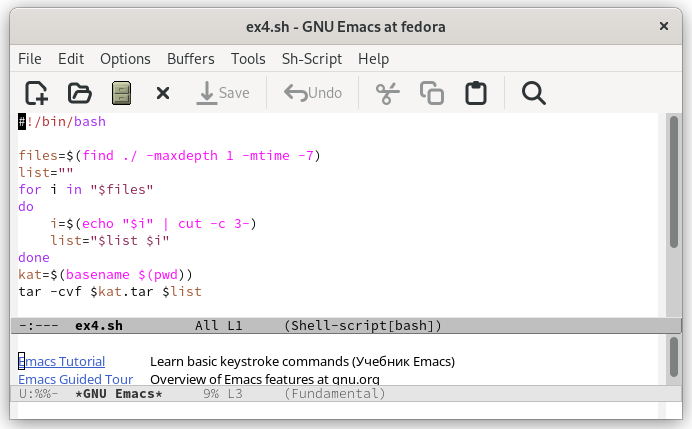 ex4.sh - GNU Emacs at fedora
File Edit Options Buffers Tools Sh-Script Help
Save Undo
#!/bin/bash
files=$(find ./ -maxdepth 1 -mtime -7)
list=""
for i in "$files"
do
    i=$(echo "$i" | cut -c 3-)
    list="$list $i"
done
kat=$(basename $(pwd))
tar -cvf $kat.tar $list
-:--- ex4.sh All L1 (Shell-script[bash])
Emacs Tutorial Learn basic keystroke commands (Учебник Emacs)
Emacs Guided Tour Overview of Emacs features at gnu.org
U:%%- *GNU Emacs* 9% L3 (Fundamental)